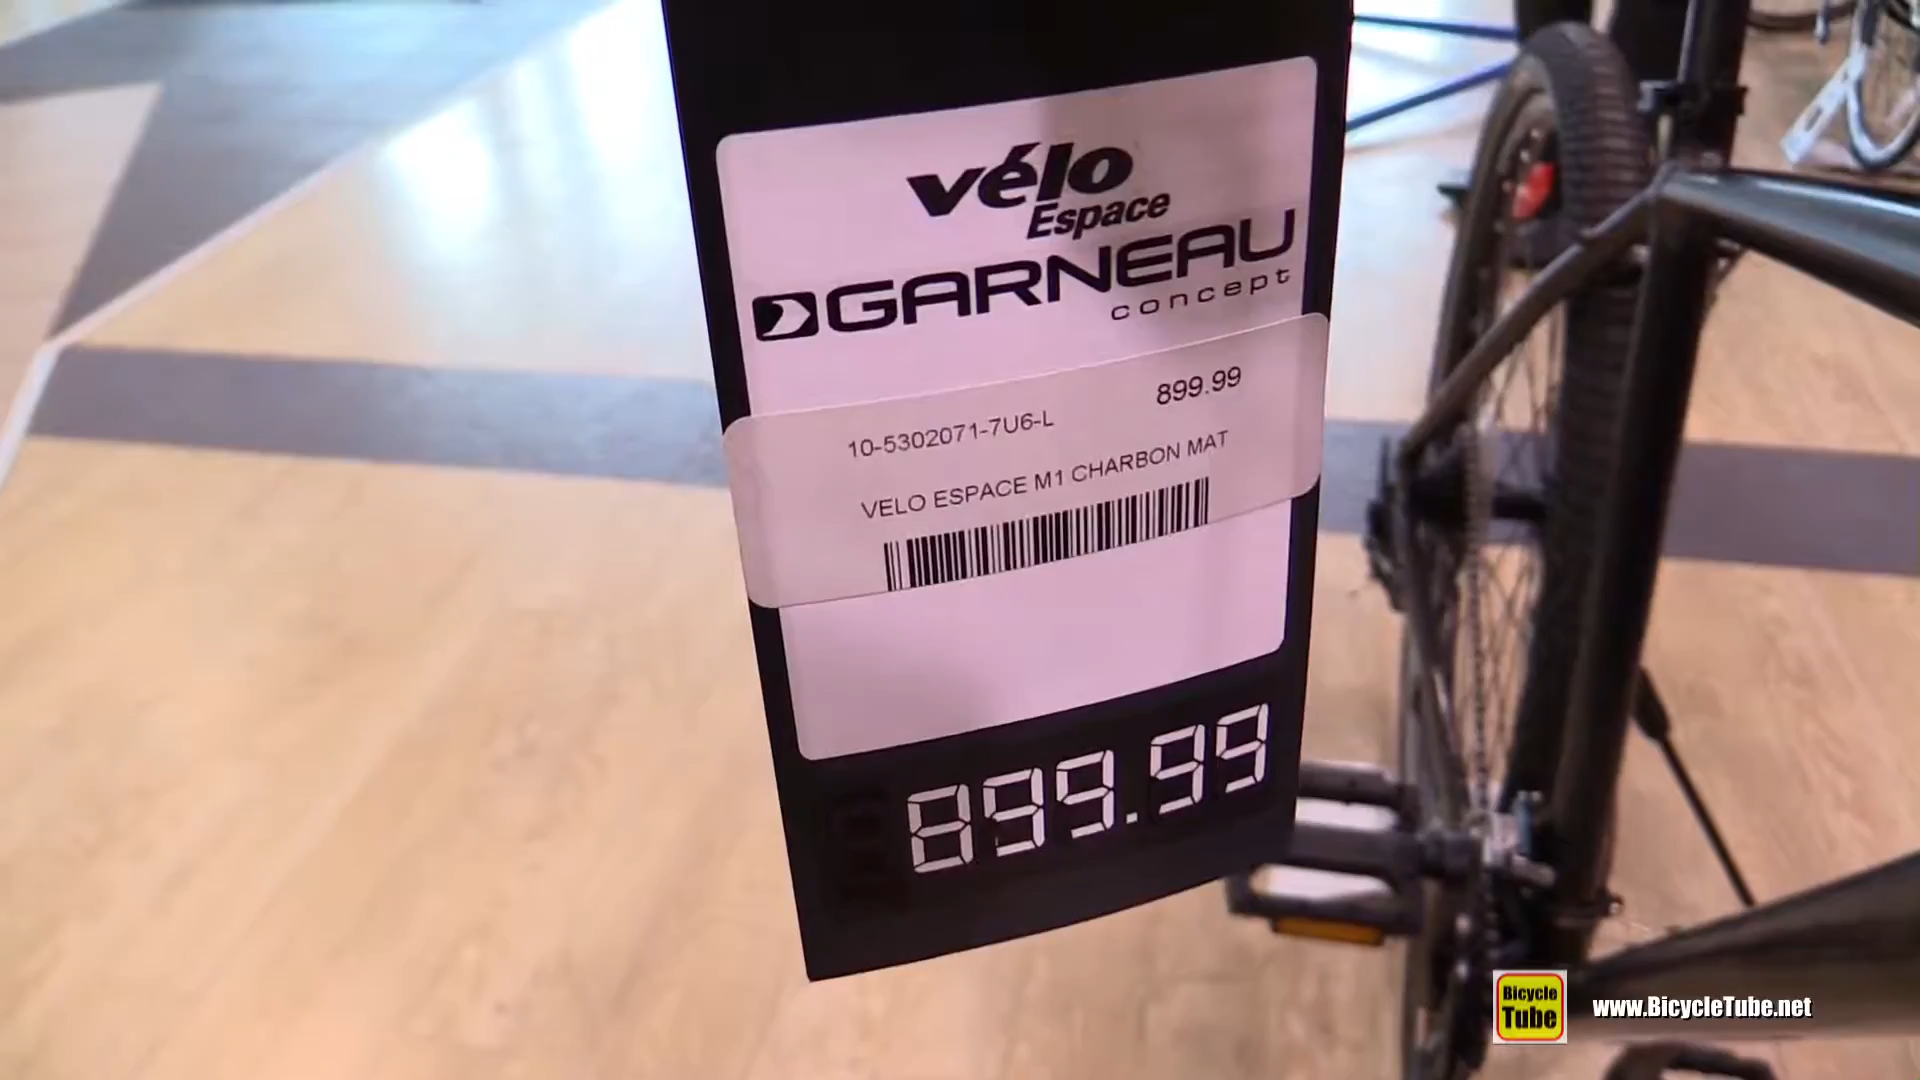 vélo
Espace
GARNEAU
concept
899.99
10-5302071-7U6-L
VELO ESPACE M1 CHARBON MAT
899.99
Bicycle
Tube
www.BicycleTube.net